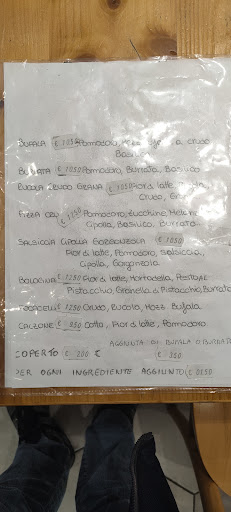 BUFALA € 10.50 Pomodoro, Mozz a crudo
Basilico
BURRATA € 10.50 Pomodoro, Burrata, Basilico
RUCOLA CRUDO GRANA € 10.50 Fior di latte,
Crudo, Gr
PIZZA € 12.50 Pomodoro, Zucchine, Melan
Cipolla, Basilico, Burrata
SALSICCIA CIPOLLA GORGONZOLA € 10.50
Fior di latte, Pomodoro, Salsiccia,
Cipolla, Gorgonzola
BOLOGNA € 12.50 Fior di latte, Mortadella, Pesto di
Pistacchio, Granella di Pistacchio, Burrata
€ 12.50 Crudo, Rucola, Mozz Bufala
CALZONE € 8.50 Cotto, Fior di latte, Pomodoro
AGGIUNTA DI BUFALA O BURRATA
COPERTO € 2.00 €
PER OGNI INGREDIENTE AGGIUNTO € 0.50